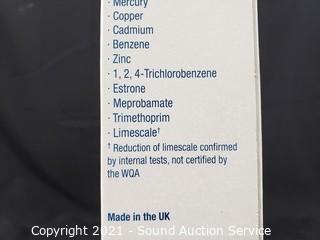 · Mercury
· Copper
· Cadmium
· Benzene
· Zinc
· 1, 2, 4-Trichlorobenzene
· Estrone
· Meprobamate
· Trimethoprim
· Limescale†
† Reduction of limescale confirmed
by internal tests, not certified by
the WQA
Made in the UK
Copyright 2021 - Sound Auction Service